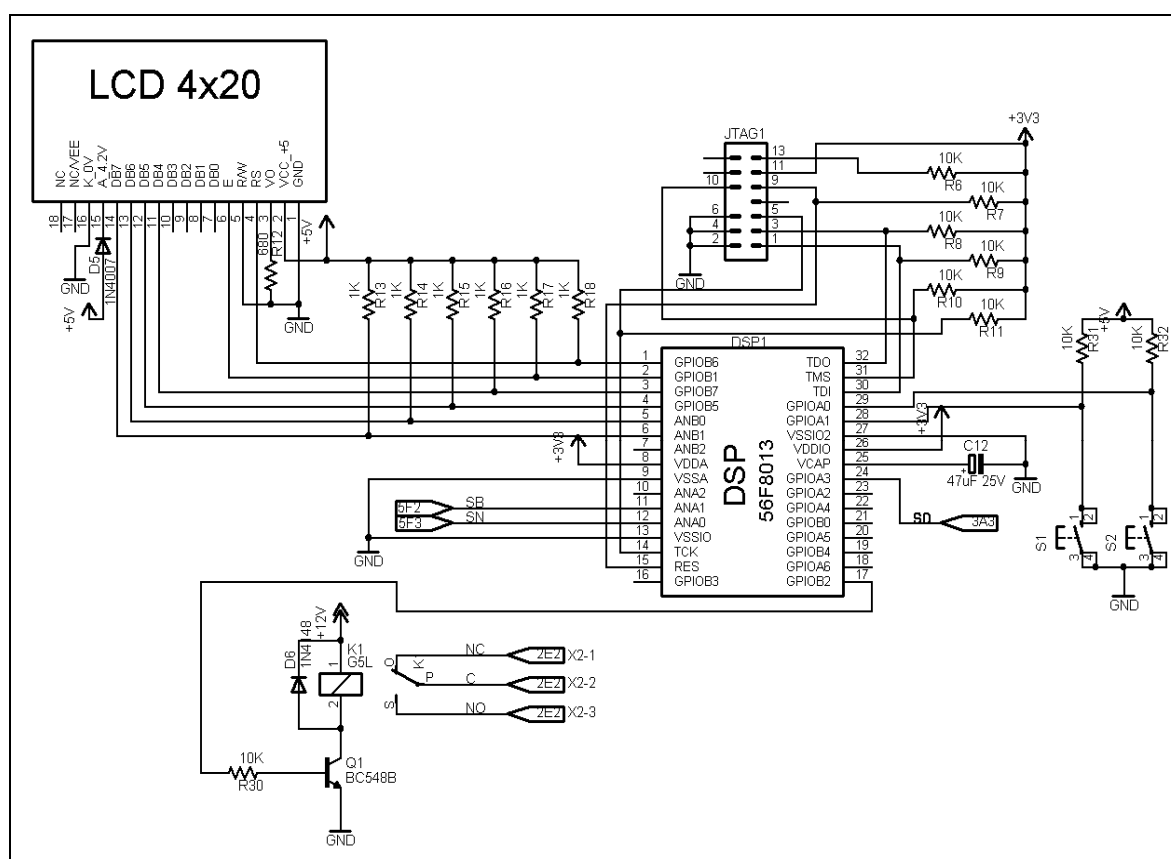 LCD 4x20
NC
NC/VEE
K_0V
A_4.2V
DB7
DB6
DB5
DB4
DB3
DB2
DB1
DB0
E
R/W
RS
VO
VCC_+5
GND
18
17
16
15
14
13
12
11
10
9
8
7
6
5
4
3
2
1
GND
D5
1N4007
+5V
680
R12
+5V
GND
1K
R13
1K
R14
1K
R15
1K
R16
1K
R17
1K
R18
JTAG1
13
11
10
9
6
5
4
3
2
1
GND
+3V3
10K
R6
10K
R7
10K
R8
10K
R9
10K
R10
10K
R11
DSP1
DSP
56F8013
1 GPIOB6
2 GPIOB1
3 GPIOB7
4 GPIOB5
5 ANB0
6 ANB1
7 ANB2
8 VDDA
9 VSSA
10 ANA2
11 ANA1
12 ANA0
13 VSSIO
14 TCK
15 RES
16 GPIOB3
TDO 32
TMS 31
TDI 30
GPIOA0 29
GPIOA1 28
VSSIO2 27
VDDIO 26
VCAP 25
GPIOA3 24
GPIOA2 23
GPIOA4 22
GPIOB0 21
GPIOA5 20
GPIOB4 19
GPIOA6 18
GPIOB2 17
+3V3
+3V3
5F2 SB
5F3 SN
GND
C12
+
47uF 25V
GND
SD 3A3
+5V
10K
R31
10K
R32
S1
1
2
3
4
S2
1
2
3
4
GND
+12V
D6
1N4148
K1
G5L
1
2
O
K
P
S
NC 2E2 X2-1
C 2E2 X2-2
NO 2E2 X2-3
10K
R30
Q1
BC548B
GND